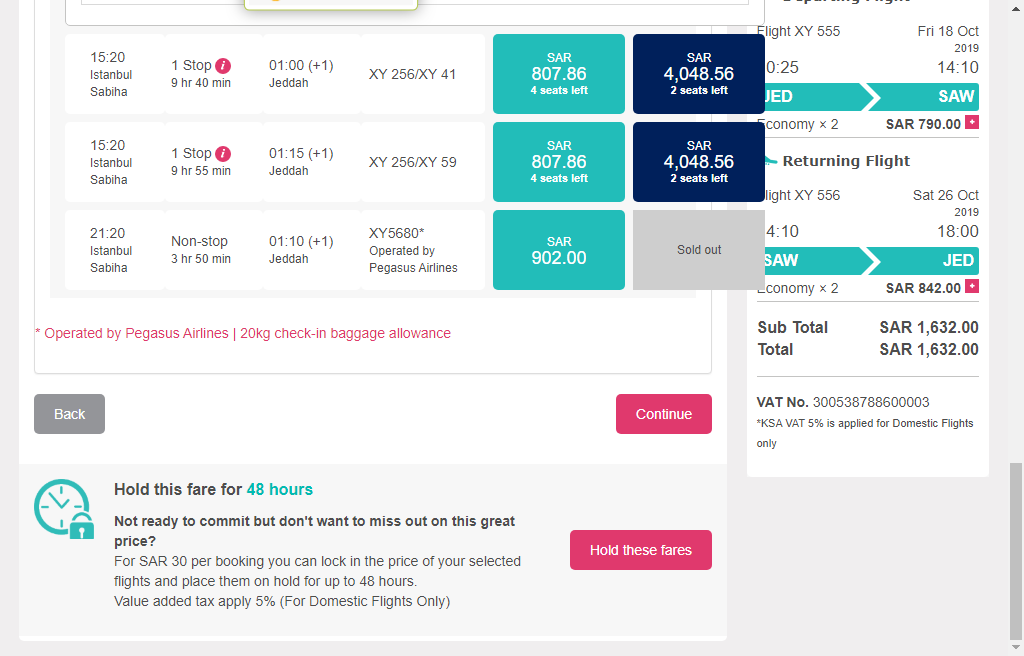 15:20
Istanbul
Sabiha
1 Stop i
9 hr 40 min
01:00 (+1)
Jeddah
XY 256/XY 41
SAR
807.86
4 seats left
SAR
4,048.56
2 seats left
15:20
Istanbul
Sabiha
1 Stop i
9 hr 55 min
01:15 (+1)
Jeddah
XY 256/XY 59
SAR
807.86
4 seats left
SAR
4,048.56
2 seats left
21:20
Istanbul
Sabiha
Non-stop
3 hr 50 min
01:10 (+1)
Jeddah
XY5680*
Operated by
Pegasus Airlines
SAR
902.00
Sold out
* Operated by Pegasus Airlines | 20kg check-in baggage allowance
Back
Continue
Hold this fare for 48 hours
Not ready to commit but don't want to miss out on this great
price?
For SAR 30 per booking you can lock in the price of your selected
flights and place them on hold for up to 48 hours.
Value added tax apply 5% (For Domestic Flights Only)
Hold these fares
Departing Flight
Flight XY 555
Fri 18 Oct
2019
0:25
14:10
JED
SAW
Economy × 2
SAR 790.00 +
Returning Flight
Flight XY 556
Sat 26 Oct
2019
4:10
18:00
SAW
JED
Economy × 2
SAR 842.00 +
Sub Total
SAR 1,632.00
Total
SAR 1,632.00
VAT No. 300538788600003
*KSA VAT 5% is applied for Domestic Flights
only